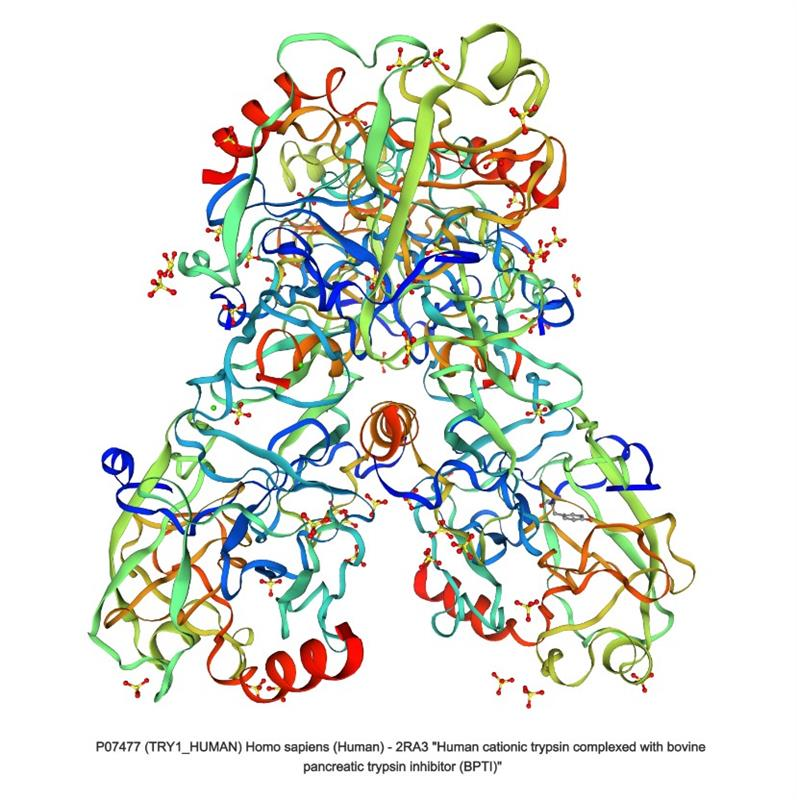 P07477 (TRY1_HUMAN) Homo sapiens (Human) - 2RA3 "Human cationic trypsin complexed with bovine
pancreatic trypsin inhibitor (BPTI)"